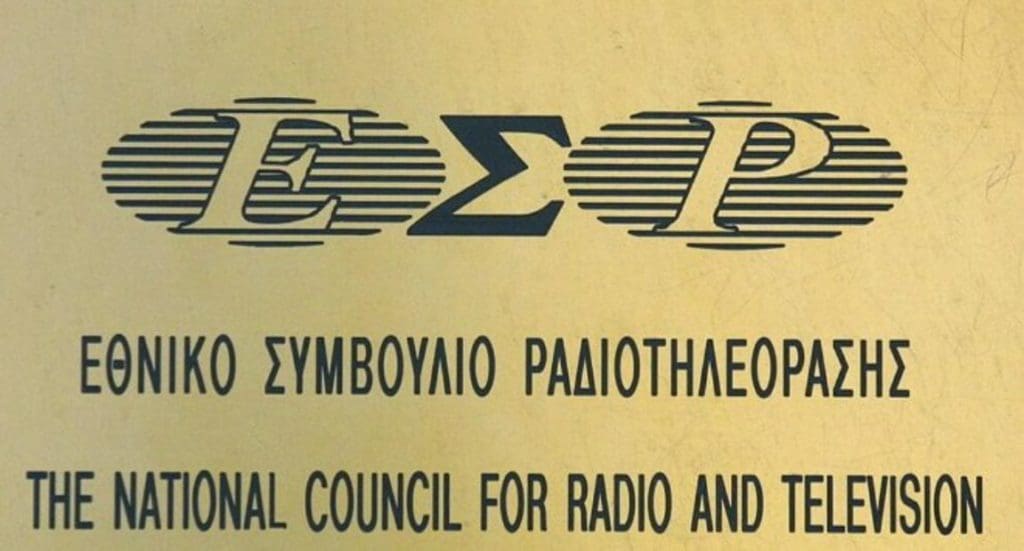 ΕΣΡ
ΕΘΝΙΚΟ ΣΥΜΒΟΥΛΙΟ ΡΑΔΙΟΤΗΛΕΟΡΑΣΗΣ
THE NATIONAL COUNCIL FOR RADIO AND TELEVISION